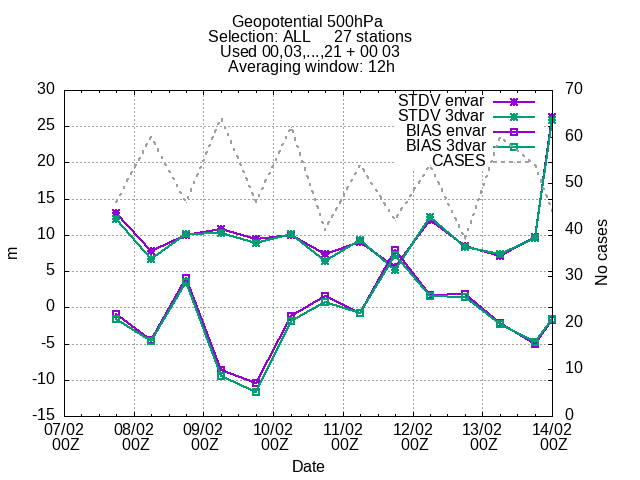 Geopotential 500hPa
Selection: ALL 27 stations
Used 00,03,...,21 + 00 03
Averaging window: 12h
STDV envar
STDV 3dvar
BIAS envar
BIAS 3dvar
CASES
30
25
20
15
10
5
0
-5
-10
-15
m
70
60
50
40
30
20
10
0
No cases
07/02 08/02 09/02 10/02 11/02 12/02 13/02 14/02
00Z 00Z 00Z 00Z 00Z 00Z 00Z 00Z
Date